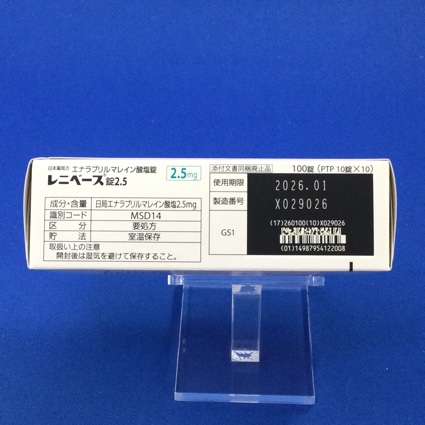 日本薬局方 エナラプリルマレイン酸塩錠
レニベース®錠2.5
2.5mg
成分・含量 日局エナラプリルマレイン酸塩2.5mg
識別コード MSD14
区分 要処方
貯法 室温保存
取扱い上の注意
開封後は湿気を避けて保存すること。
添付文書同梱廃止品
100錠（PTP 10錠×10）
使用期限 2026.01
製造番号 X029026
GS1
(17)260100(10)X029026
(01)14987954122008